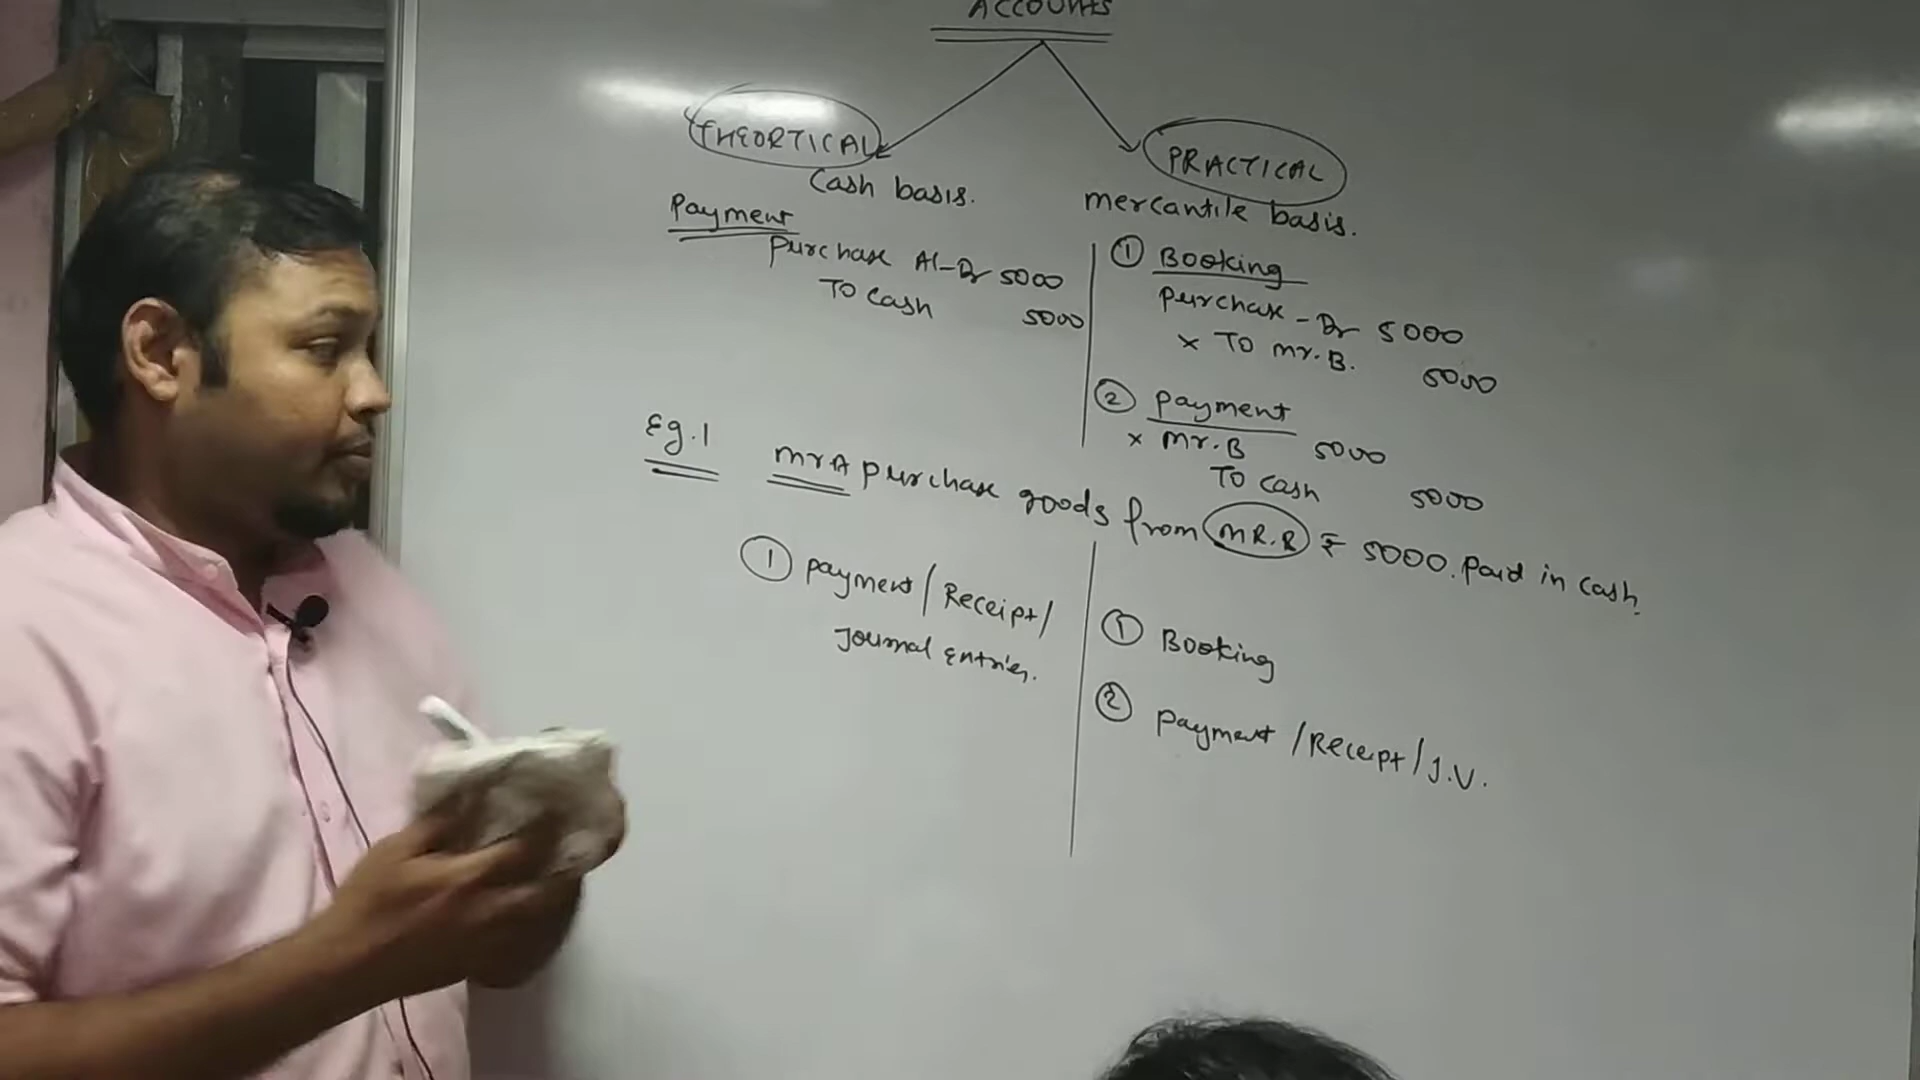 ACCOUNTS
THEORTICAL
Cash basis.
Payment
Purchase A/-Dr 5000
TO Cash 5000
PRACTICAL
mercantile basis.
① Booking
Purchase - Dr 5000
x TO Mr. B. 5000
② Payment
x Mr. B 5000
TO Cash 5000
Eg.1 Mr A purchase goods from MR. B ₹ 5000. Paid in cash.
① Payment / Receipt /
Journal Entries.
① Booking
② Payment / Receipt / J.V.